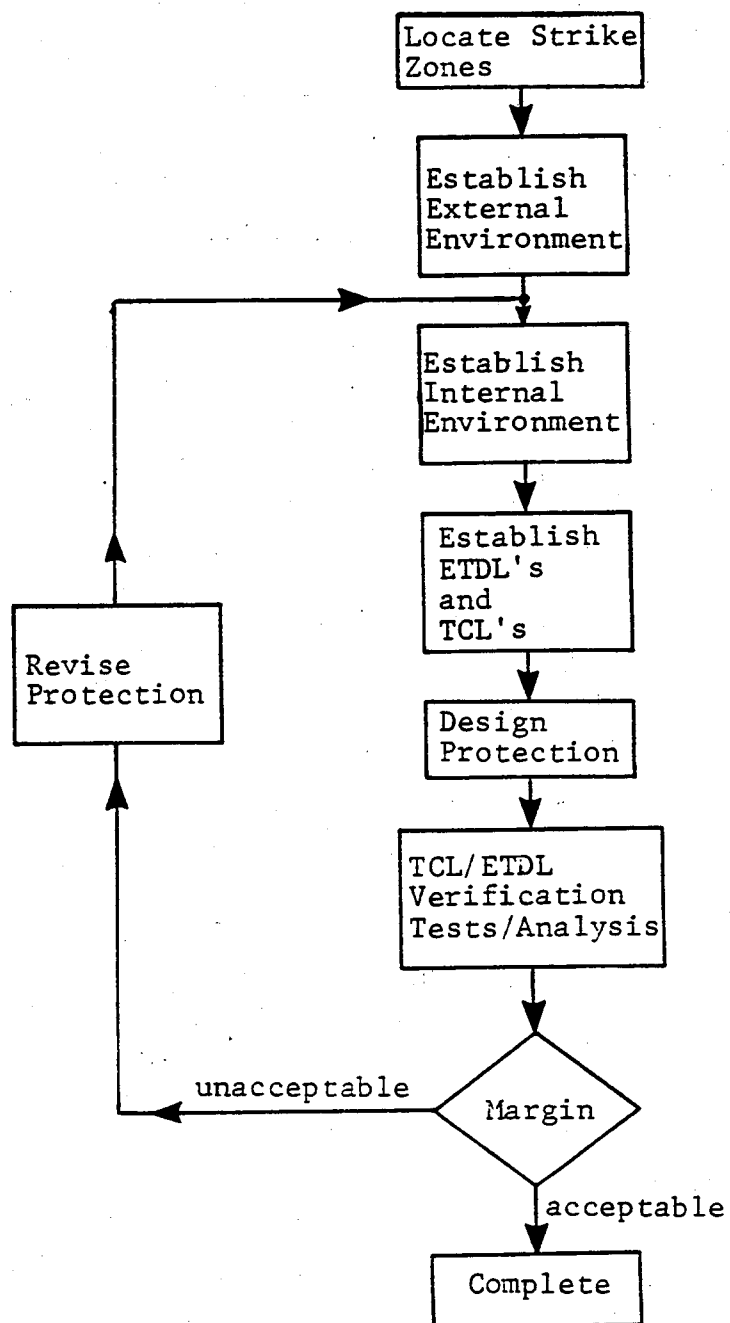 Locate Strike
Zones
Establish
External
Environment
Establish
Internal
Environment
Establish
ETDL's
and
TCL's
Revise
Protection
Design
Protection
TCL/ETDL
Verification
Tests/Analysis
unacceptable
Margin
acceptable
Complete